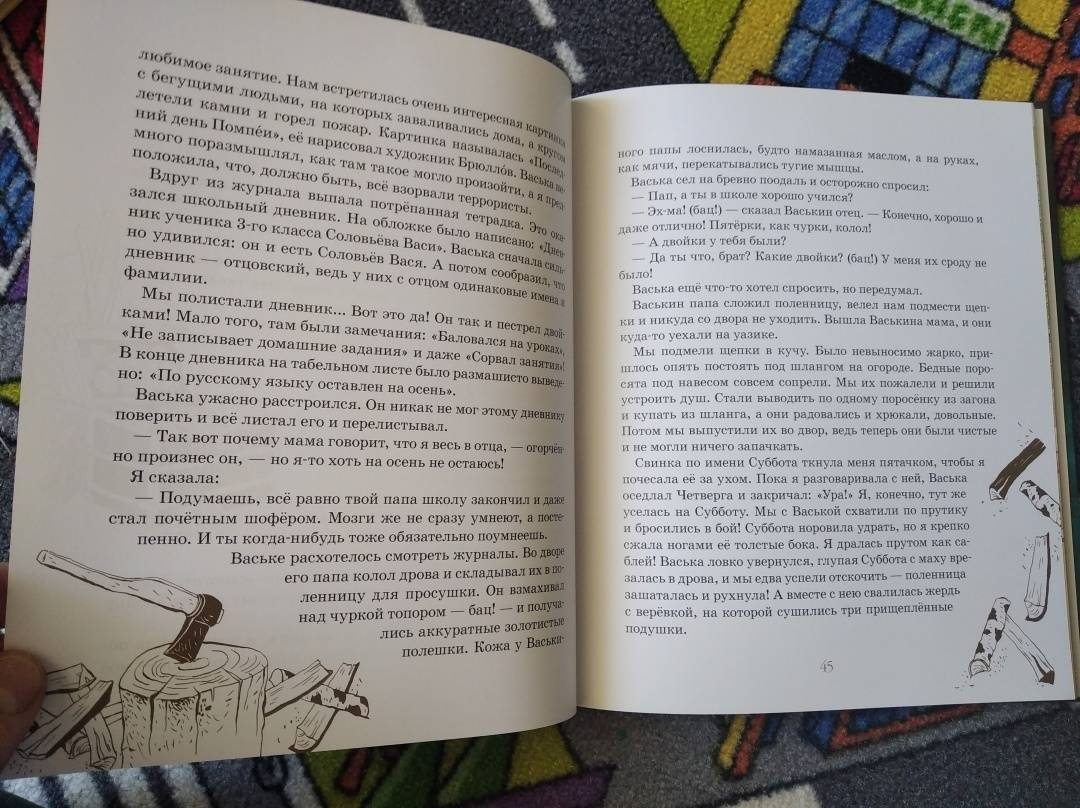 любимое занятие. Нам встретилась очень интересная картинка
с бегущими людьми, на которых заваливались дома, а кругом
летели камни и горел пожар. Картинка называлась «Послед-
ний день Помпéи», её нарисовал художник Брюллóв. Васька не-
много поразмышлял, как там такое могло произойти, а я пред-
положила, что, должно быть, всё взорвали террористы.
Вдруг из журнала выпала потрёпанная тетрадка. Это ока-
зался школьный дневник. На обложке было написано: «Днев-
ник ученика 3-го класса Соловьёва Васи». Васька сначала силь-
но удивился: он и есть Соловьёв Вася. А потом сообразил, что
дневник — отцовский, ведь у них с отцом одинаковые имена и
фамилии.
Мы полистали дневник... Вот это да! Он так и пестрел двой-
ками! Мало того, там были замечания: «Баловался на уроках»,
«Не записывает домашние задания» и даже «Сорвал занятия»!
В конце дневника на табельном листе было размашисто выведе-
но: «По русскому языку оставлен на осень».
Васька ужасно расстроился. Он никак не мог этому дневнику
поверить и всё листал его и перелистывал.
— Так вот почему мама говорит, что я весь в отца, — огорчён-
но произнес он, — но я-то хоть на осень не остаюсь!
Я сказала:
— Подумаешь, всё равно твой папа школу закончил и даже
стал почётным шофёром. Мозги же не сразу умнеют, а посте-
пенно. И ты когда-нибудь тоже обязательно поумнеешь.
Ваське расхотелось смотреть журналы. Во дворе
его папа колол дрова и складывал их в по-
ленницу для просушки. Он взмахивал
над чуркой топором — бац! — и получа-
лись аккуратные золотистые
полешки. Кожа у Васьки-
ного папы лоснилась, будто намазанная маслом, а на руках,
как мячи, перекатывались тугие мышцы.
Васька сел на бревно поодаль и осторожно спросил:
— Пап, а ты в школе хорошо учился?
— Эх-ма! (бац!) — сказал Васькин отец. — Конечно, хорошо и
даже отлично! Пятёрки, как чурки, колол!
— А двойки у тебя были?
— Да ты что, брат? Какие двойки? (бац!) У меня их сроду не
было!
Васька ещё что-то хотел спросить, но передумал.
Васькин папа сложил поленницу, велел нам подмести щеп-
ки и никуда со двора не уходить. Вышла Васькина мама, и они
куда-то уехали на уазике.
Мы подмели щепки в кучу. Было невыносимо жарко, при-
шлось опять постоять под шлангом на огороде. Бедные поро-
сята под навесом совсем сопрели. Мы их пожалели и решили
устроить душ. Стали выводить по одному поросёнку из загона
и купать из шланга, а они радовались и хрюкали, довольные.
Потом мы выпустили их во двор, ведь теперь они были чистые
и не могли ничего запачкать.
Свинка по имени Суббота ткнула меня пятачком, чтобы я
почесала её за ухом. Пока я разговаривала с ней, Васька
оседлал Четверга и закричал: «Ура!» Я, конечно, тут же
уселась на Субботу. Мы с Васькой схватили по прутику
и бросились в бой! Суббота норовила удрать, но я крепко
сжала ногами её толстые бока. Я дралась прутом как са-
блей! Васька ловко увернулся, глупая Суббота с маху вре-
залась в дрова, и мы едва успели отскочить — поленница
зашаталась и рухнула! А вместе с нею свалилась жердь
с верёвкой, на которой сушились три прищеплённые
подушки.
45